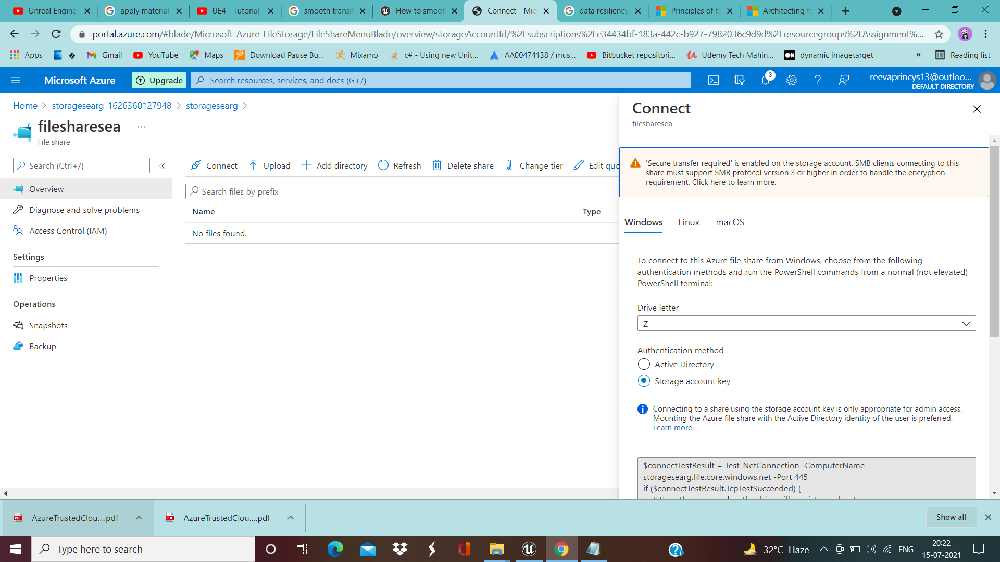 Unreal Engine
apply material
UE4 - Tutorial
smooth transit
How to smoot
Connect - Mic
data resiliency
Principles of th
Architecting fo
portal.azure.com/#blade/Microsoft_Azure_FileStorage/FileShareMenuBlade/overview/storageAccountId/%2Fsubscriptions%2Fe34434bf-183a-442c-b927-7982036c9d9d%2Fresourcegroups%2FAssignment%...
Apps
Gmail
YouTube
Maps
Download Pause Bu...
Mixamo
c# - Using new Unit...
AA00474138 / mus...
Bitbucket repositori...
Udemy Tech Mahin...
dynamic imagetarget
»
Reading list
Microsoft Azure
Upgrade
Search resources, services, and docs (G+/)
8
reevaprincys13@outloo...
DEFAULT DIRECTORY
Home > storagesearg_1626360127948 > storagesearg >
filesharesea ...
File share
Search (Ctrl+/)
«
Overview
Diagnose and solve problems
Access Control (IAM)
Settings
Properties
Operations
Snapshots
Backup
Connect
Upload
Add directory
Refresh
Delete share
Change tier
Edit quo
Search files by prefix
Name Type
No files found.
Connect
filesharesea
'Secure transfer required' is enabled on the storage account. SMB clients connecting to this
share must support SMB protocol version 3 or higher in order to handle the encryption
requirement. Click here to learn more.
Windows Linux macOS
To connect to this Azure file share from Windows, choose from the following
authentication methods and run the PowerShell commands from a normal (not elevated)
PowerShell terminal:
Drive letter
Z
Authentication method
Active Directory
Storage account key
Connecting to a share using the storage account key is only appropriate for admin access.
Mounting the Azure file share with the Active Directory identity of the user is preferred.
Learn more
$connectTestResult = Test-NetConnection -ComputerName
storagesearg.file.core.windows.net -Port 445
if ($connectTestResult.TcpTestSucceeded) {
# Save the password so the drive will persist on reboot
AzureTrustedClou....pdf
AzureTrustedClou....pdf
Show all
Type here to search
32°C Haze
ENG
20:22
15-07-2021